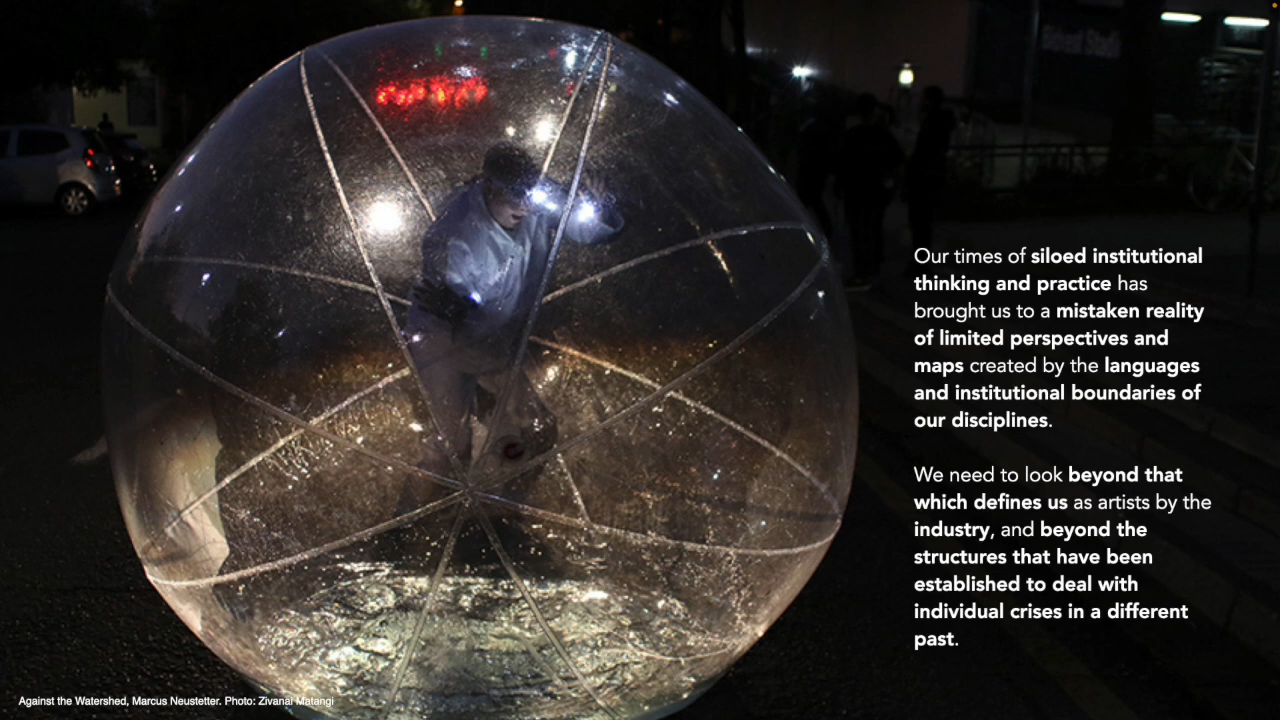 Our times of siloed institutional
thinking and practice has
brought us to a mistaken reality
of limited perspectives and
maps created by the languages
and institutional boundaries of
our disciplines.
We need to look beyond that
which defines us as artists by the
industry, and beyond the
structures that have been
established to deal with
individual crises in a different
past.
Against the Watershed, Marcus Neustetter. Photo: Zivanai Matangi